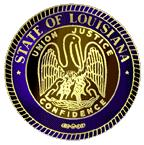 STATE OF LOUISIANA
UNION JUSTICE
CONFIDENCE